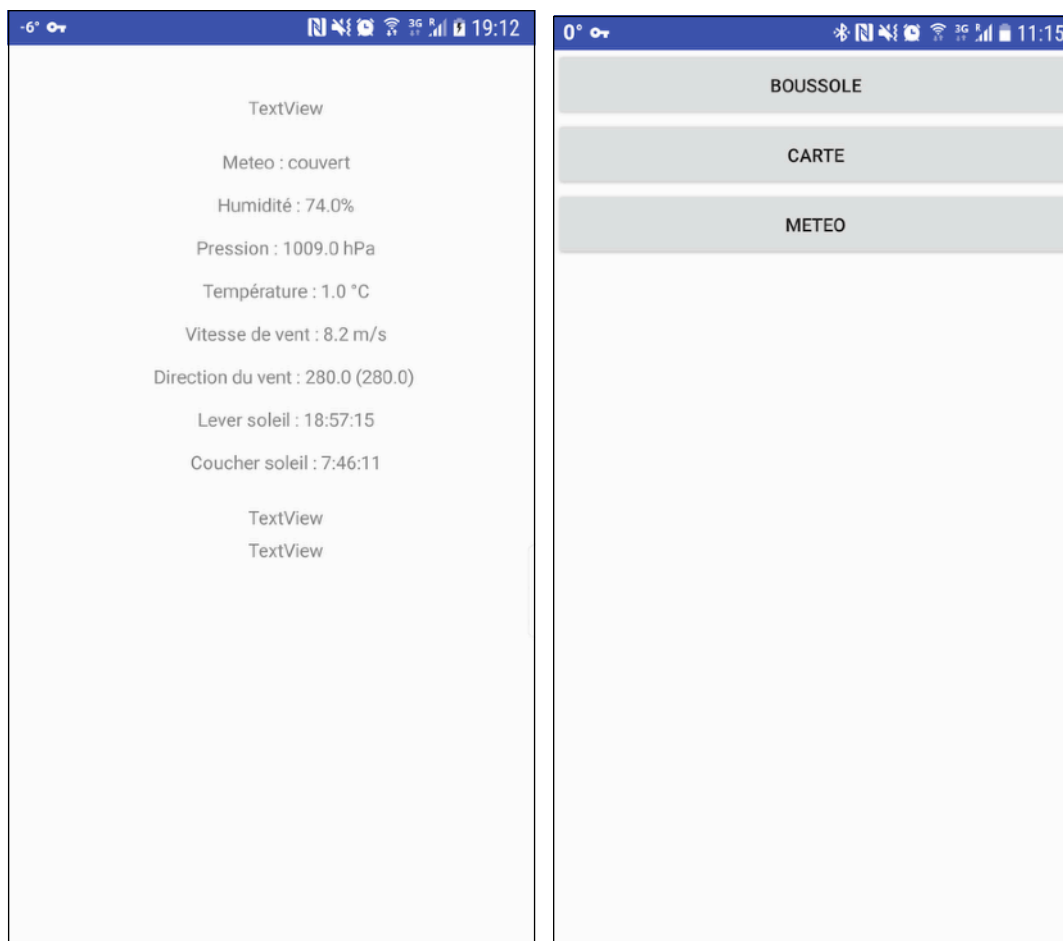 -6° 3G R 19:12
TextView
Meteo : couvert
Humidité : 74.0%
Pression : 1009.0 hPa
Température : 1.0 °C
Vitesse de vent : 8.2 m/s
Direction du vent : 280.0 (280.0)
Lever soleil : 18:57:15
Coucher soleil : 7:46:11
TextView
TextView
0° 3G R 11:15
BOUSSOLE
CARTE
METEO